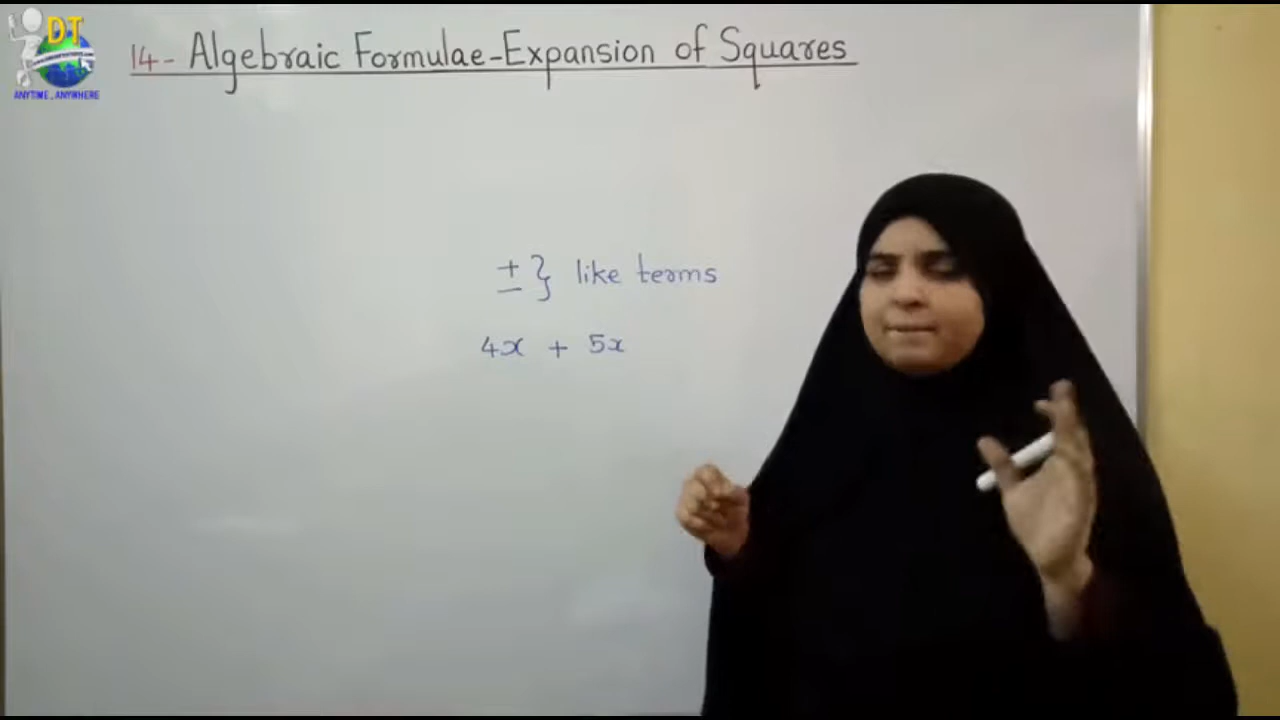 DT
ANYTIME, ANYWHERE
14- Algebraic Formulae-Expansion of Squares
+
- } like terms
4x + 5x